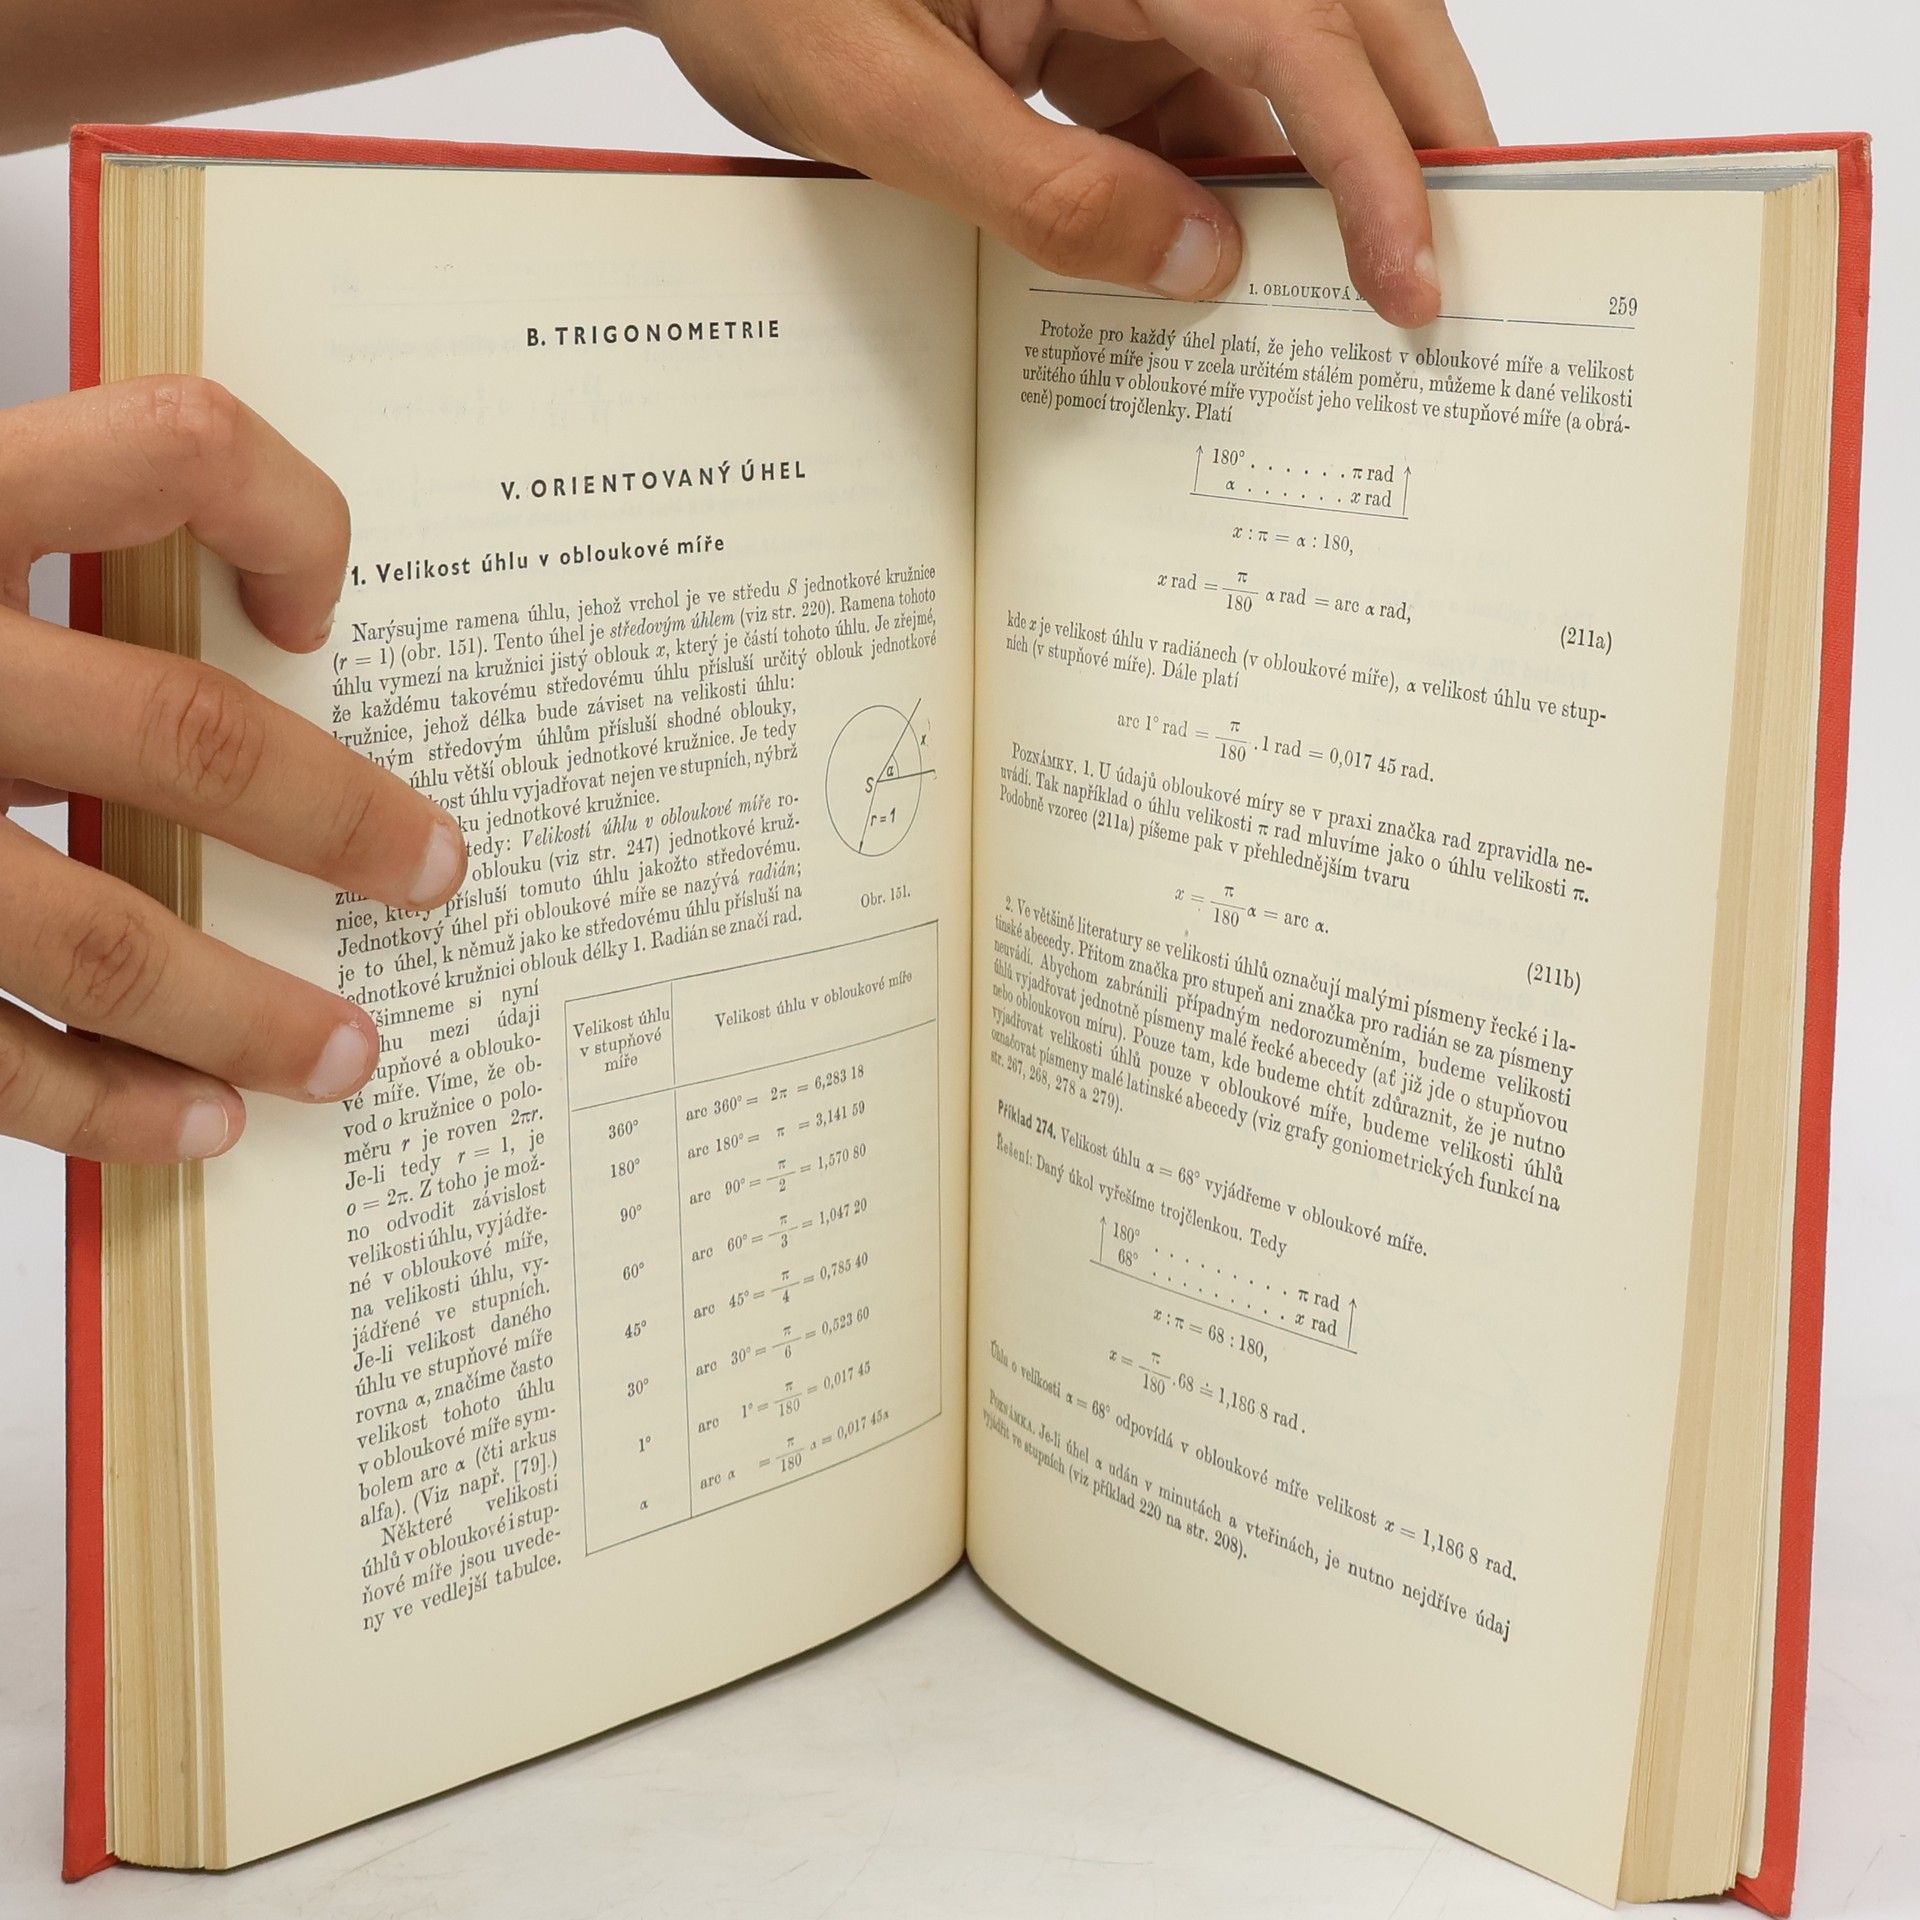 B. TRIGONOMETRIE
V. ORIENTOVANÝ ÚHEL
1. Velikost úhlu v obloukové míře
Narýsujme ramena úhlu, jehož vrchol je ve středu S jednotkové kružnice
(r = 1) (obr. 151). Tento úhel je středovým úhlem (viz str. 220). Ramena tohoto
úhlu vymezí na kružnici jistý oblouk x, který je částí tohoto úhlu. Je zřejmé,
že každému takovému středovému úhlu přísluší určitý oblouk jednotkové
kružnice, jehož délka bude záviset na velikosti úhlu:
středovým úhlům přísluší shodné oblouky,
úhlu větší oblouk jednotkové kružnice. Je tedy
úhlu vyjadřovat nejen ve stupních, nýbrž
jednotkové kružnice.
tedy: Velikostí úhlu v obloukové míře ro-
oblouku (viz str. 247) jednotkové kruž-
nice, který přísluší tomuto úhlu jakožto středovému.
Jednotkový úhel při obloukové míře se nazývá radián;
je to úhel, k němuž jako ke středovému úhlu přísluší na
jednotkové kružnici oblouk délky 1. Radián se značí rad.
S
α
x
r = 1
Obr. 151.
Všimneme si nyní
mezi údaji
stupňové a oblouko-
vé míře. Víme, že ob-
vod o kružnice o polo-
měru r je roven 2πr.
Je-li tedy r = 1, je
o = 2π. Z toho je mož-
no odvodit závislost
velikosti úhlu, vyjádře-
né v obloukové míře,
na velikosti úhlu, vy-
jádřené ve stupních.
Je-li velikost daného
úhlu ve stupňové míře
rovna α, značíme často
velikost tohoto úhlu
v obloukové míře sym-
bolem arc α (čti arkus
alfa). (Viz např. [79].)
Některé velikosti
úhlů v obloukové i stup-
ňové míře jsou uvede-
ny ve vedlejší tabulce.
Velikost úhlu v stupňové míře | Velikost úhlu v obloukové míře
360° arc 360° = 2π = 6,283 18
180° arc 180° = π = 3,141 59
90° arc 90° = π/2 = 1,570 80
60° arc 60° = π/3 = 1,047 20
45° arc 45° = π/4 = 0,785 40
30° arc 30° = π/6 = 0,523 60
1° arc 1° = π/180 = 0,017 45
α arc α = π/180 α = 0,017 45α
1. OBLOUKOVÁ
259
Protože pro každý úhel platí, že jeho velikost v obloukové míře a velikost
ve stupňové míře jsou v zcela určitém stálém poměru, můžeme k dané velikosti
určitého úhlu v obloukové míře vypočíst jeho velikost ve stupňové míře (a obrá-
ceně) pomocí trojčlenky. Platí
↑ 180° . . . . . . π rad ↑
α . . . . . . x rad
x : π = α : 180,
x rad = π/180 α rad = arc α rad, (211a)
kde x je velikost úhlu v radiánech (v obloukové míře), α velikost úhlu ve stup-
ních (v stupňové míře). Dále platí
arc 1° rad = π/180 . 1 rad = 0,017 45 rad.
POZNÁMKY. 1. U údajů obloukové míry se v praxi značka rad zpravidla ne-
uvádí. Tak například o úhlu velikosti π rad mluvíme jako o úhlu velikosti π.
Podobně vzorec (211a) píšeme pak v přehlednějším tvaru
x = π/180 α = arc α. (211b)
2. Ve většině literatury se velikosti úhlů označují malými písmeny řecké i la-
tinské abecedy. Přitom značka pro stupeň ani značka pro radián se za písmeny
neuvádí. Abychom zabránili případným nedorozuměním, budeme velikosti
úhlů vyjadřovat jednotně písmeny malé řecké abecedy (ať již jde o stupňovou
nebo obloukovou míru). Pouze tam, kde budeme chtít zdůraznit, že je nutno
vyjadřovat velikosti úhlů pouze v obloukové míře, budeme velikosti úhlů
označovat písmeny malé latinské abecedy (viz grafy goniometrických funkcí na
str. 267, 268, 278 a 279).
Příklad 274. Velikost úhlu α = 68° vyjádřeme v obloukové míře.
Řešení: Daný úkol vyřešíme trojčlenkou. Tedy
↑ 180° . . . . . . . . . π rad ↑
68° . . . . . . . . . x rad
x : π = 68 : 180,
x = π/180 . 68 ≐ 1,186 8 rad.
Úhlu o velikosti α = 68° odpovídá v obloukové míře velikost x = 1,186 8 rad.
POZNÁMKA. Je-li úhel α udán v minutách a vteřinách, je nutno nejdříve údaj
vyjádřit ve stupních (viz příklad 220 na str. 208).